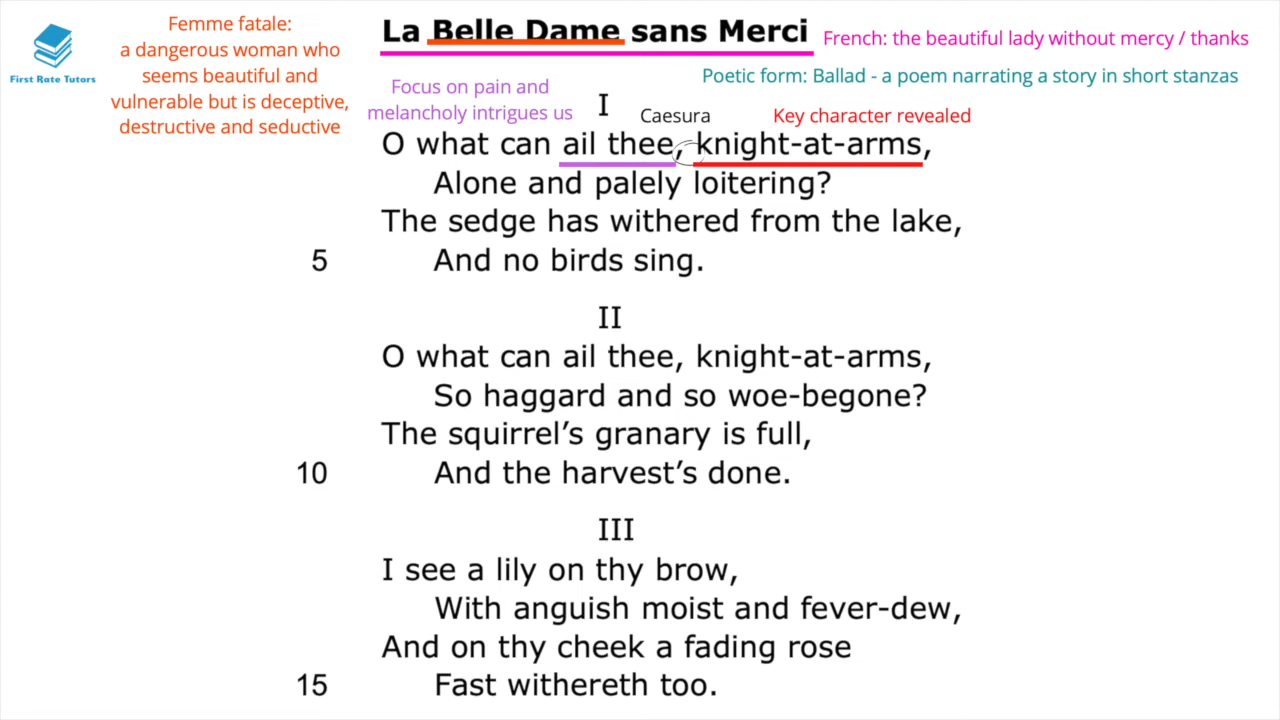 Femme fatale:
a dangerous woman who
seems beautiful and
vulnerable but is deceptive,
destructive and seductive
First Rate Tutors
La Belle Dame sans Merci
French: the beautiful lady without mercy / thanks
Poetic form: Ballad - a poem narrating a story in short stanzas
Focus on pain and
melancholy intrigues us
I
Caesura
Key character revealed
O what can ail thee, knight-at-arms,
Alone and palely loitering?
The sedge has withered from the lake,
5 And no birds sing.
II
O what can ail thee, knight-at-arms,
So haggard and so woe-begone?
The squirrel’s granary is full,
10 And the harvest’s done.
III
I see a lily on thy brow,
With anguish moist and fever-dew,
And on thy cheek a fading rose
15 Fast withereth too.